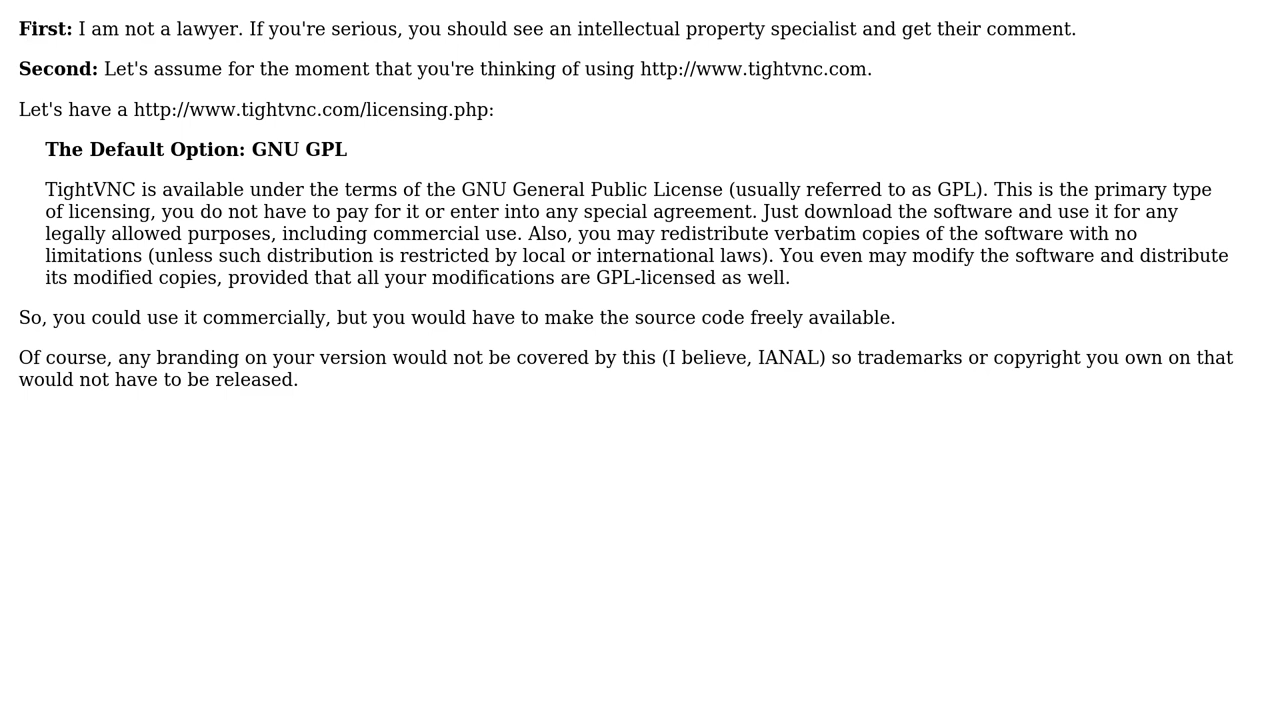 First: I am not a lawyer. If you're serious, you should see an intellectual property specialist and get their comment.
Second: Let's assume for the moment that you're thinking of using http://www.tightvnc.com.
Let's have a http://www.tightvnc.com/licensing.php:
The Default Option: GNU GPL
TightVNC is available under the terms of the GNU General Public License (usually referred to as GPL). This is the primary type
of licensing, you do not have to pay for it or enter into any special agreement. Just download the software and use it for any
legally allowed purposes, including commercial use. Also, you may redistribute verbatim copies of the software with no
limitations (unless such distribution is restricted by local or international laws). You even may modify the software and distribute
its modified copies, provided that all your modifications are GPL-licensed as well.
So, you could use it commercially, but you would have to make the source code freely available.
Of course, any branding on your version would not be covered by this (I believe, IANAL) so trademarks or copyright you own on that
would not have to be released.